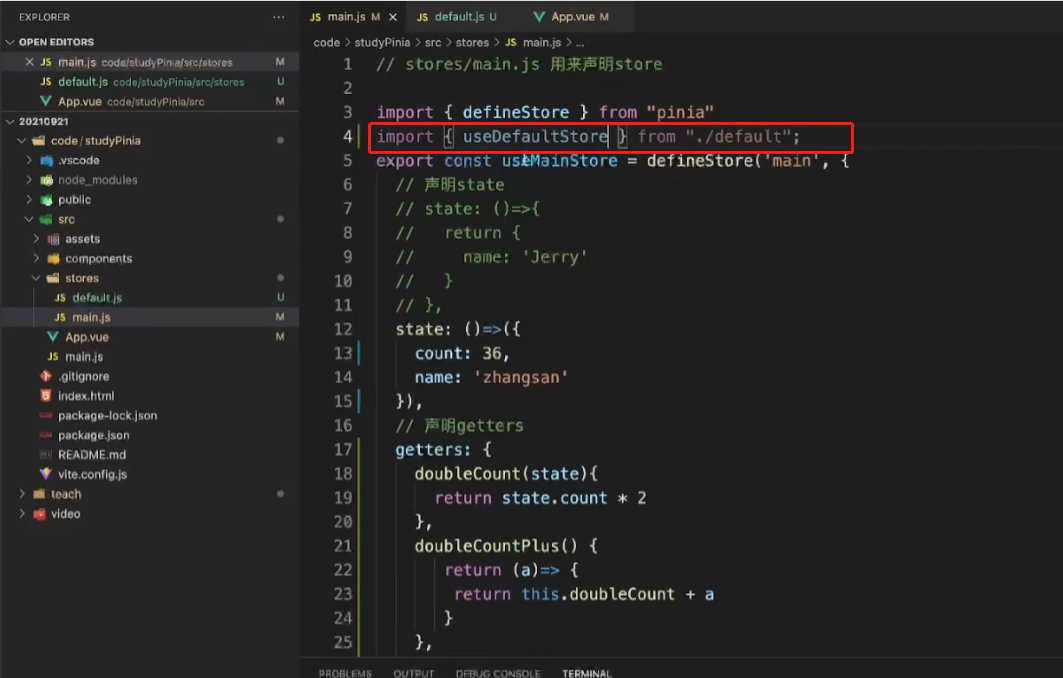 EXPLORER
OPEN EDITORS
JS main.js code/studyPinia/src/stores M
JS default.js code/studyPinia/src/stores U
App.vue code/studyPinia/src M
20210921
code/studyPinia
.vscode
node_modules
public
src
assets
components
stores
JS default.js U
JS main.js M
App.vue M
JS main.js
.gitignore
index.html
package-lock.json
package.json
README.md
vite.config.js
teach
video
JS main.js M JS default.js U App.vue M
code > studyPinia > src > stores > JS main.js > ...
1 // stores/main.js 用来声明store
2
3 import { defineStore } from "pinia"
4 import { useDefaultStore } from "./default";
5 export const useMainStore = defineStore('main', {
6 // 声明state
7 // state: ()=>{
8 // return {
9 // name: 'Jerry'
10 // }
11 // },
12 state: ()=>({
13 count: 36,
14 name: 'zhangsan'
15 }),
16 // 声明getters
17 getters: {
18 doubleCount(state){
19 return state.count * 2
20 },
21 doubleCountPlus() {
22 return (a)=> {
23 return this.doubleCount + a
24 }
25 },
PROBLEMS OUTPUT DEBUG CONSOLE TERMINAL